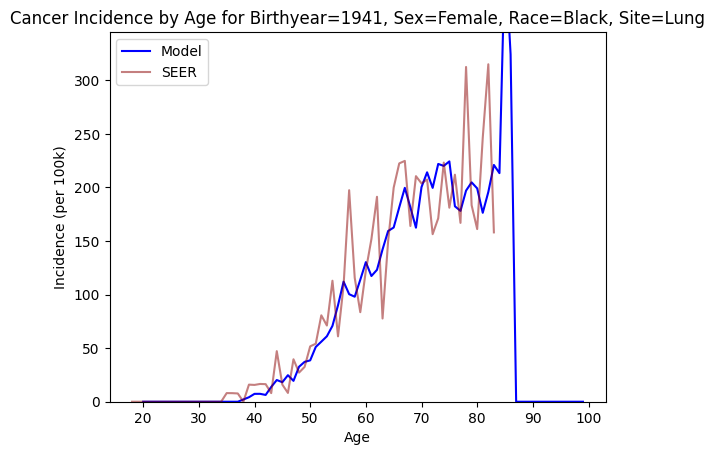 Cancer Incidence by Age for Birthyear=1941, Sex=Female, Race=Black, Site=Lung
Model
SEER
Incidence (per 100k)
300
250
200
150
100
50
0
20 30 40 50 60 70 80 90 100
Age